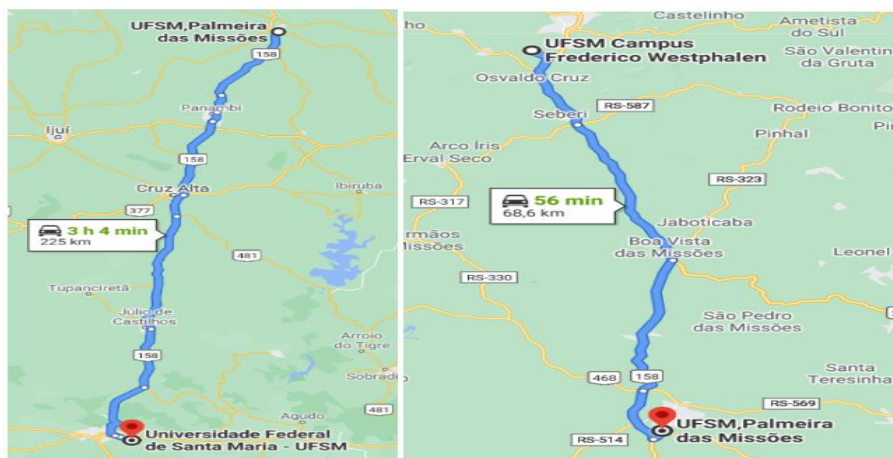 UFSM,Palmeira
das Missões
158
Panambi
Ijuí
158
Cruz Alta
Ibirubá
377
3 h 4 min
225 km
481
Tupanciretã
Júlio de
Castilhos
Arroio
do Tigre
158
Sobradi
481
Agudo
Universidade Federal
de Santa Maria - UFSM
Castelinho
Ametista
do Sul
UFSM Campus
Frederico Westphalen
São Valentin
da Gruta
Osvaldo Cruz
RS-587
Seberi
Rodeio Bonito
Pinhal
Pin
Arco Íris
Erval Seco
RS-323
RS-317
56 min
68,6 km
Jaboticaba
Boa Vista
das Missões
Missões
Leonel
RS-330
São Pedro
das Missões
3
Santa
Teresinha
468
158
RS-569
UFSM,Palmeira
das Missões
RS-514